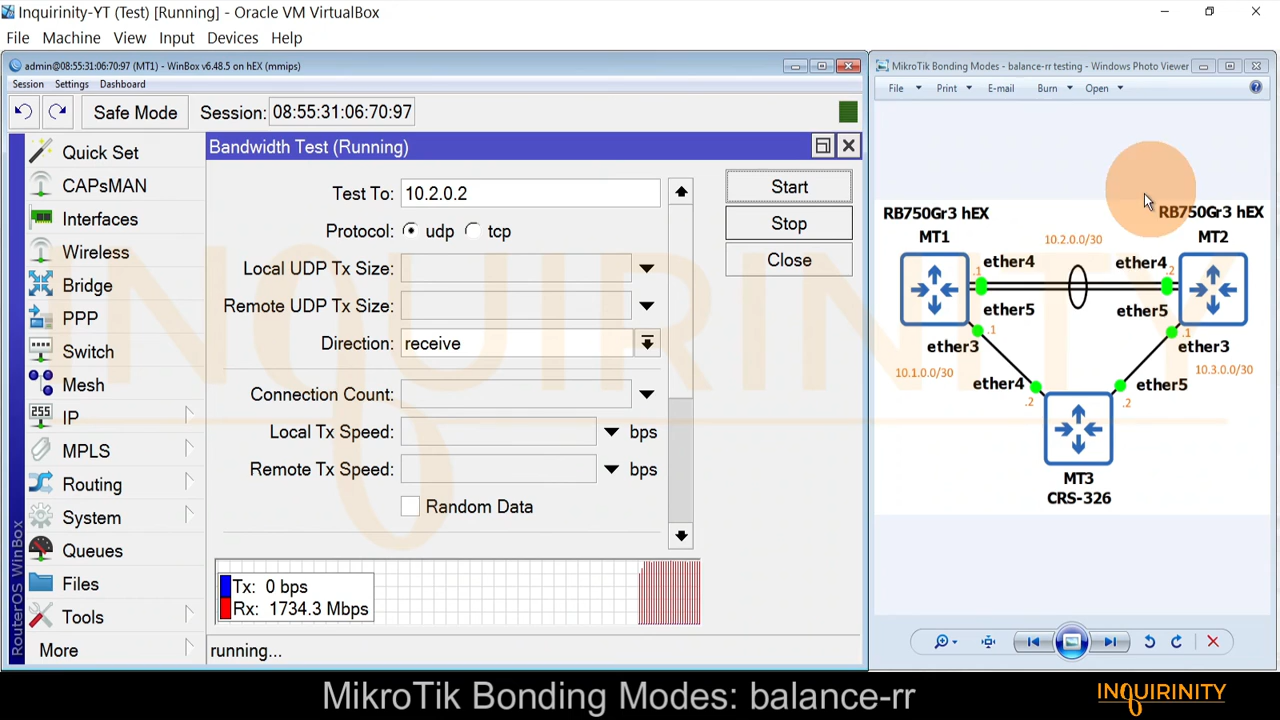 Inquirinity-YT (Test) [Running] - Oracle VM VirtualBox
File Machine View Input Devices Help
admin@08:55:31:06:70:97 (MT1) - WinBox v6.48.5 on hEX (mmips)
Session Settings Dashboard
Safe Mode Session: 08:55:31:06:70:97
Quick Set
CAPsMAN
Interfaces
Wireless
Bridge
PPP
Switch
Mesh
255 IP
MPLS
Routing
System
Queues
Files
Tools
More
RouterOS WinBox
Bandwidth Test (Running)
Test To: 10.2.0.2
Protocol: udp tcp
Local UDP Tx Size:
Remote UDP Tx Size:
Direction: receive
Connection Count:
Local Tx Speed: bps
Remote Tx Speed: bps
Random Data
Start
Stop
Close
Tx: 0 bps
Rx: 1734.3 Mbps
running...
MikroTik Bonding Modes - balance-rr testing - Windows Photo Viewer
File Print E-mail Burn Open
RB750Gr3 hEX RB750Gr3 hEX
MT1 10.2.0.0/30 MT2
.1 ether4 ether4 .2
ether5 ether5
.1 .1
ether3 ether3
10.1.0.0/30 10.3.0.0/30
ether4 ether5
.2 .2
MT3
CRS-326
INQUIRINITY
MikroTik Bonding Modes: balance-rr
INQUIRINITY